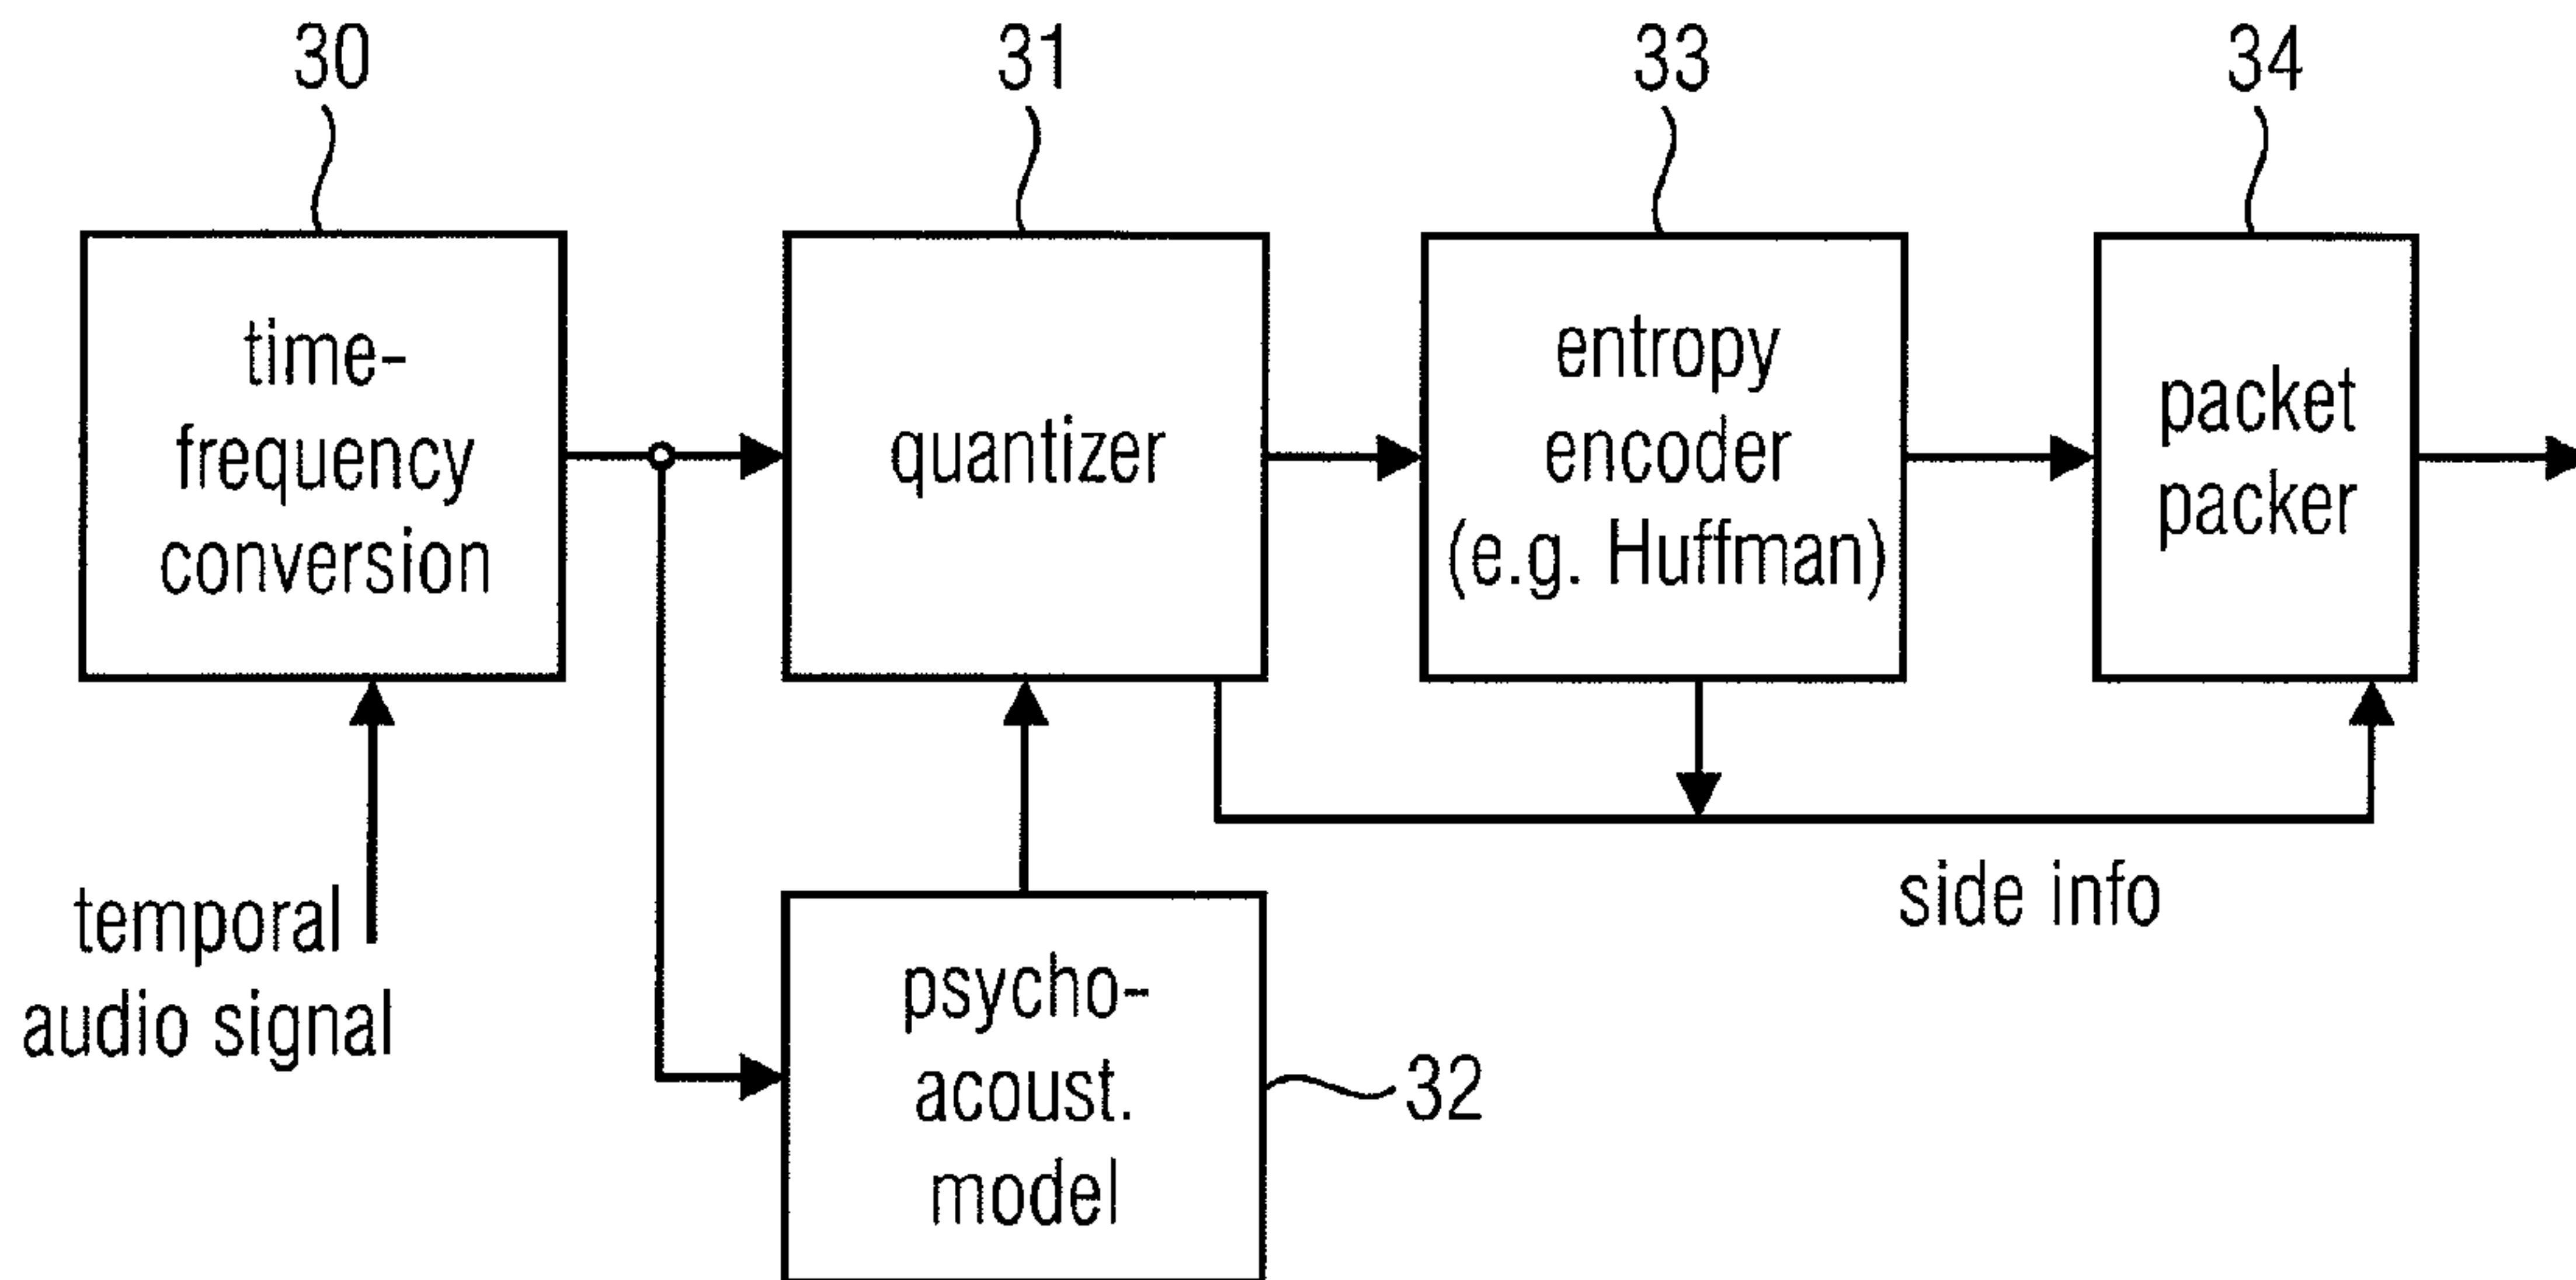 30
31
33
34
time-
frequency
conversion
quantizer
entropy
encoder
(e.g. Huffman)
packet
packer
temporal
audio signal
side info
psycho-
acoust.
model
32